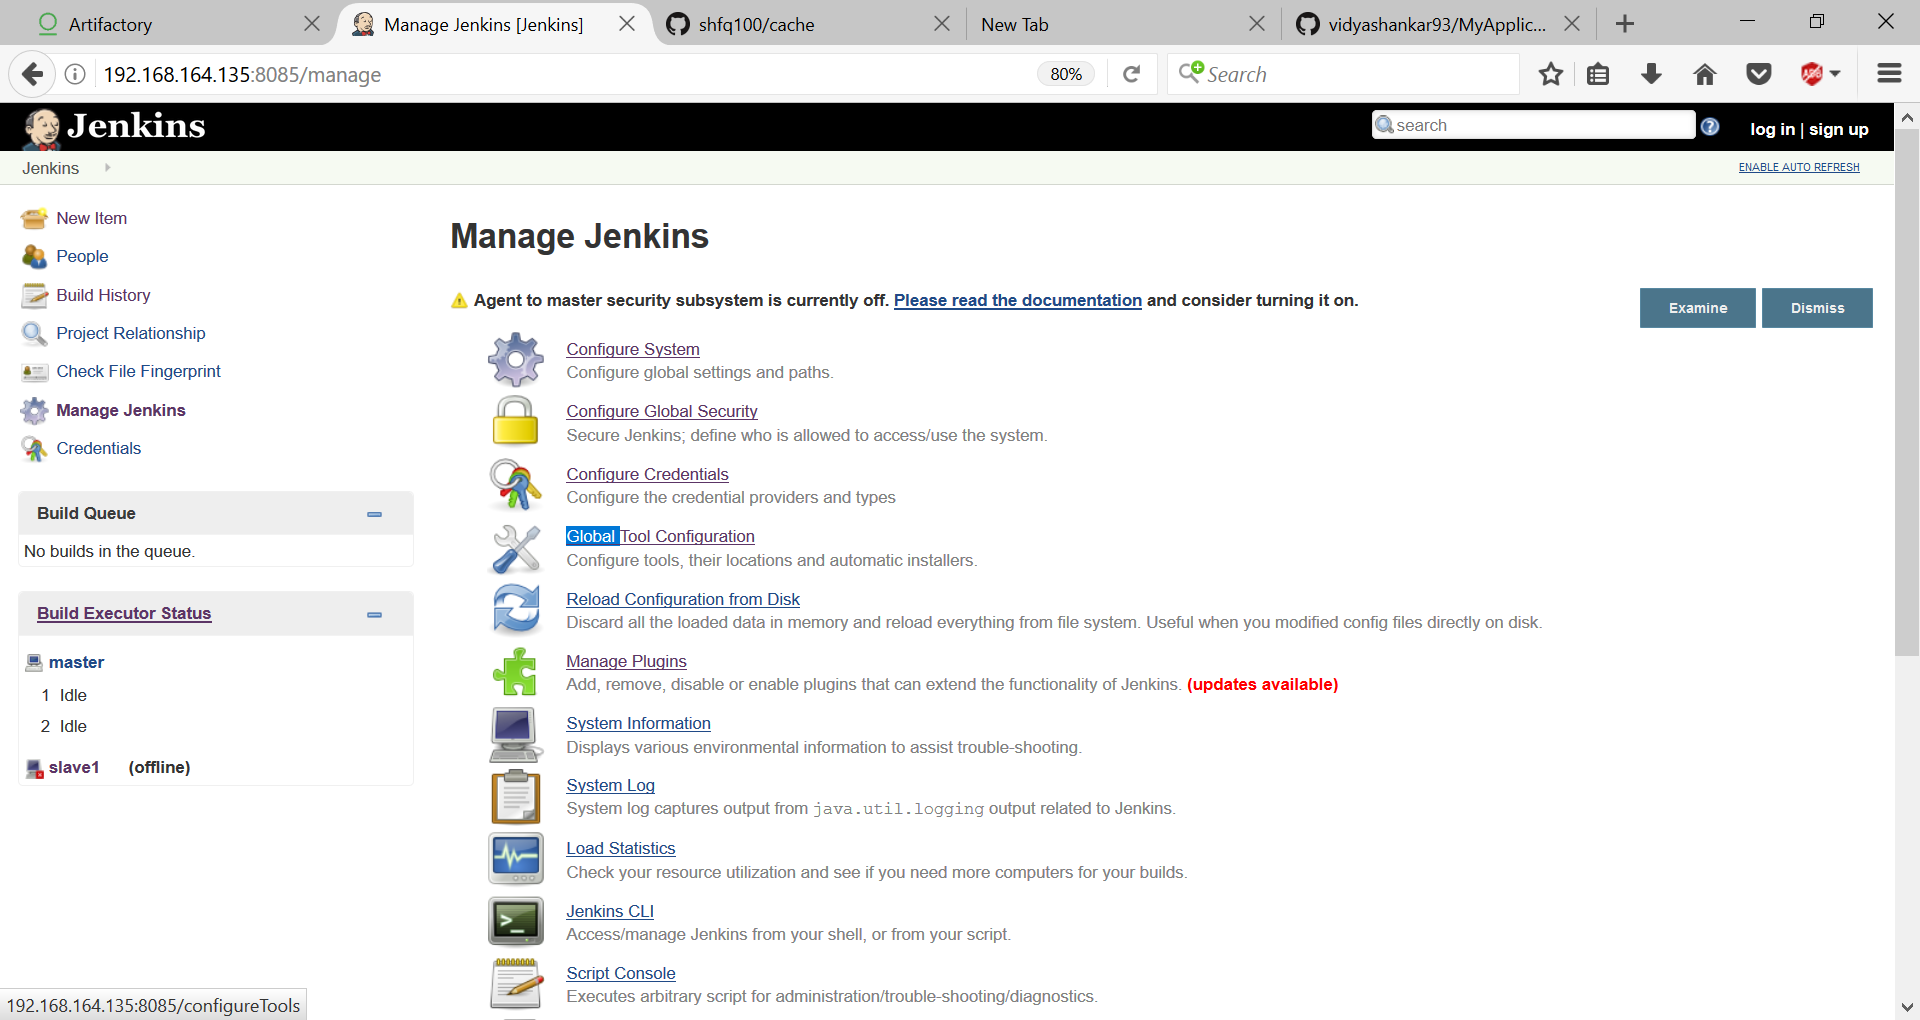 Artifactory
Manage Jenkins [Jenkins]
shfq100/cache
New Tab
vidyashankar93/MyApplic...
192.168.164.135:8085/manage
80%
Search
ABP
Jenkins
search
log in | sign up
Jenkins
ENABLE AUTO REFRESH
New Item
People
Build History
Project Relationship
Check File Fingerprint
Manage Jenkins
Credentials
Build Queue
No builds in the queue.
Build Executor Status
master
1 Idle
2 Idle
slave1 (offline)
Manage Jenkins
Agent to master security subsystem is currently off. Please read the documentation and consider turning it on.
Examine
Dismiss
Configure System
Configure global settings and paths.
Configure Global Security
Secure Jenkins; define who is allowed to access/use the system.
Configure Credentials
Configure the credential providers and types
Global Tool Configuration
Configure tools, their locations and automatic installers.
Reload Configuration from Disk
Discard all the loaded data in memory and reload everything from file system. Useful when you modified config files directly on disk.
Manage Plugins
Add, remove, disable or enable plugins that can extend the functionality of Jenkins. (updates available)
System Information
Displays various environmental information to assist trouble-shooting.
System Log
System log captures output from java.util.logging output related to Jenkins.
Load Statistics
Check your resource utilization and see if you need more computers for your builds.
Jenkins CLI
Access/manage Jenkins from your shell, or from your script.
Script Console
Executes arbitrary script for administration/trouble-shooting/diagnostics.
192.168.164.135:8085/configureTools